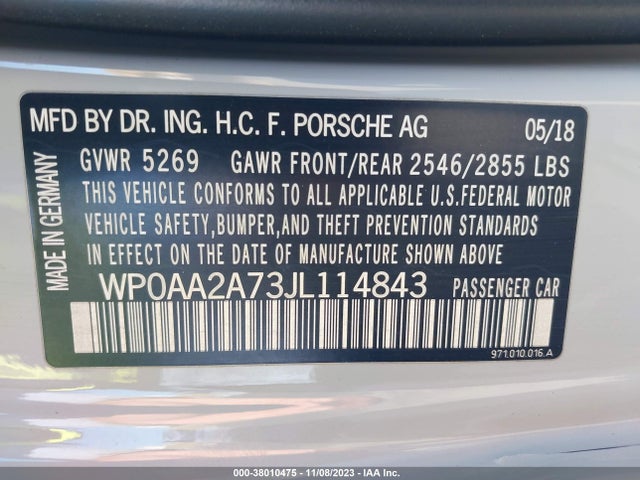 MFD BY DR. ING. H.C. F. PORSCHE AG 05/18
GVWR 5269 GAWR FRONT/REAR 2546/2855 LBS
THIS VEHICLE CONFORMS TO ALL APPLICABLE U.S.FEDERAL MOTOR
VEHICLE SAFETY,BUMPER,AND THEFT PREVENTION STANDARDS
IN EFFECT ON THE DATE OF MANUFACTURE SHOWN ABOVE
WP0AA2A73JL114843 PASSENGER CAR
971.010.016.A
MADE IN GERMANY
000-38010475 - 11/08/2023 - IAA Inc.